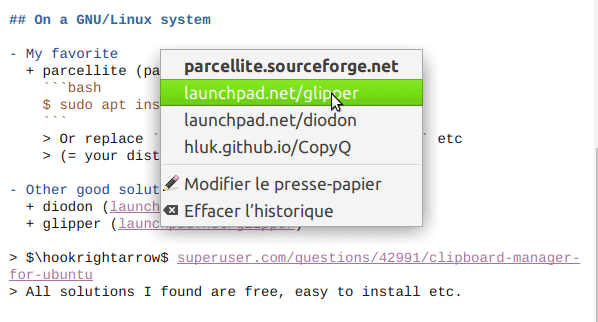 ## On a GNU/Linux system
- My favorite
+ parcellite (pa
```bash
$ sudo apt ins
```
> Or replace ` ` etc
> (= your dist
- Other good solut
+ diodon (launch
+ glipper (
> $\hookrightarrow$ superuser.com/questions/42991/clipboard-manager-
for-ubuntu
> All solutions I found are free, easy to install etc.
parcellite.sourceforge.net
launchpad.net/glipper
launchpad.net/diodon
hluk.github.io/CopyQ
Modifier le presse-papier
Effacer l’historique